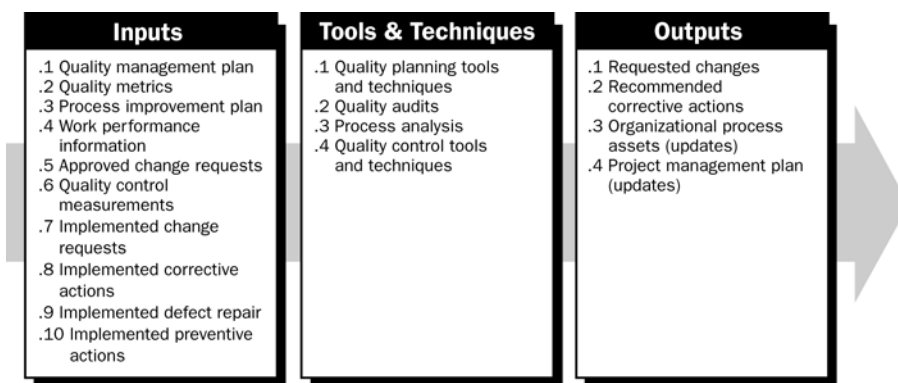 Inputs
.1 Quality management plan
.2 Quality metrics
.3 Process improvement plan
.4 Work performance
information
.5 Approved change requests
.6 Quality control
measurements
.7 Implemented change
requests
.8 Implemented corrective
actions
.9 Implemented defect repair
.10 Implemented preventive
actions
Tools & Techniques
.1 Quality planning tools
and techniques
.2 Quality audits
.3 Process analysis
.4 Quality control tools
and techniques
Outputs
.1 Requested changes
.2 Recommended
corrective actions
.3 Organizational process
assets (updates)
.4 Project management plan
(updates)